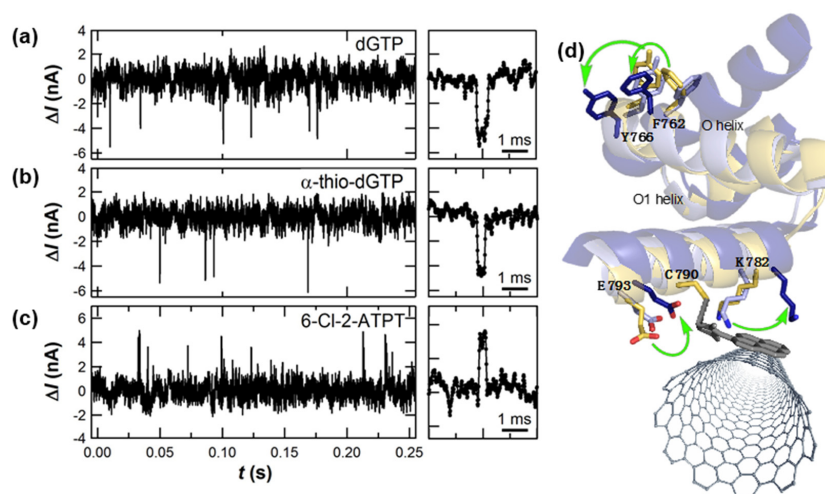 (a)
4
2
0
-2
-4
-6
ΔI (nA)
dGTP
1 ms
(b)
4
2
0
-2
-4
-6
ΔI (nA)
α-thio-dGTP
1 ms
(c)
6
4
2
0
-2
-4
ΔI (nA)
6-Cl-2-ATPT
1 ms
0.00 0.05 0.10 0.15 0.20 0.25
t (s)
(d)
F762
Y766
O helix
O1 helix
K782
C790
E793